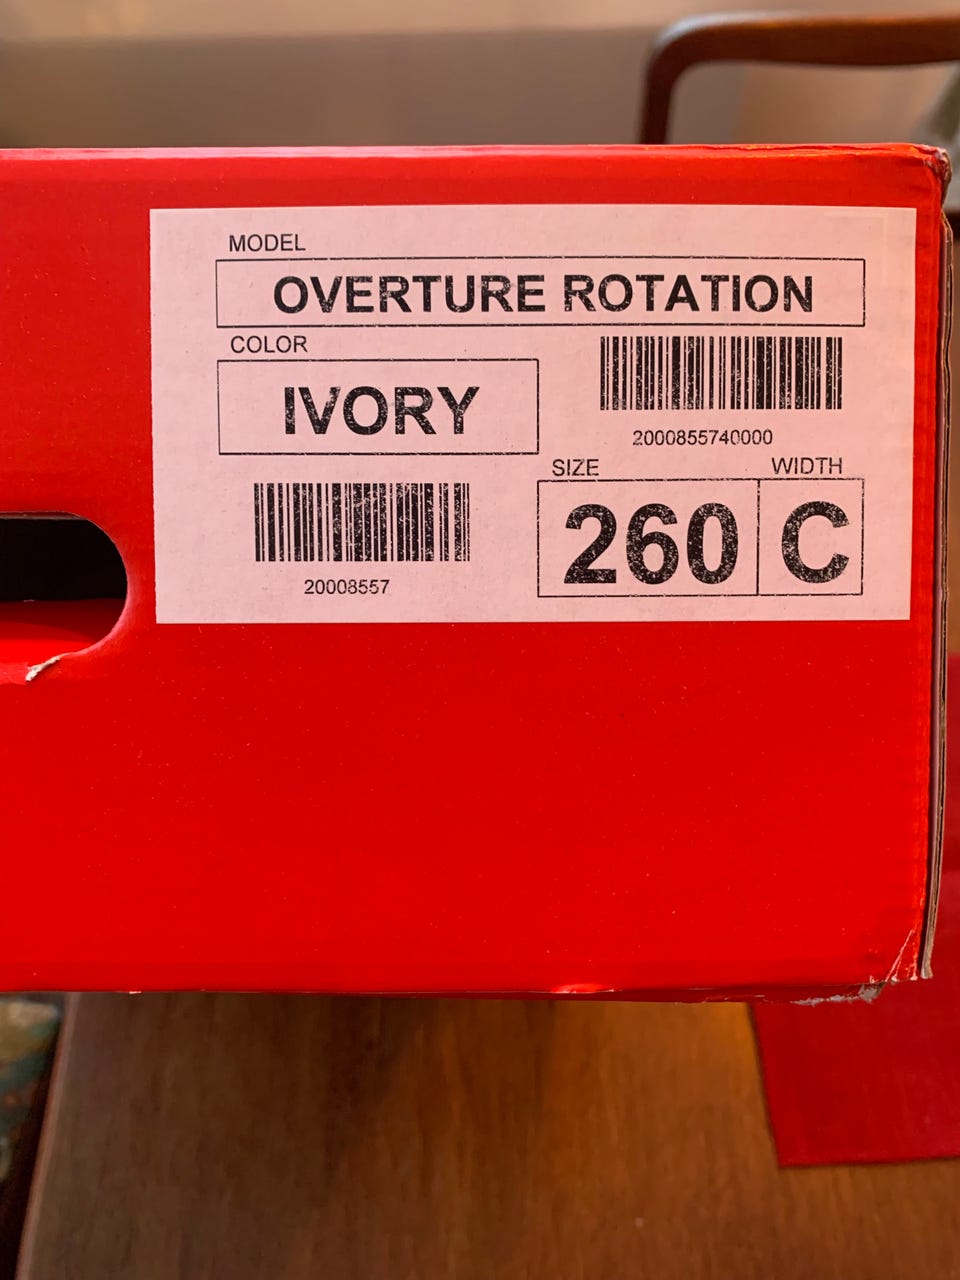 MODEL
OVERTURE ROTATION
COLOR
IVORY
2000855740000
SIZE WIDTH
260 C
20008557